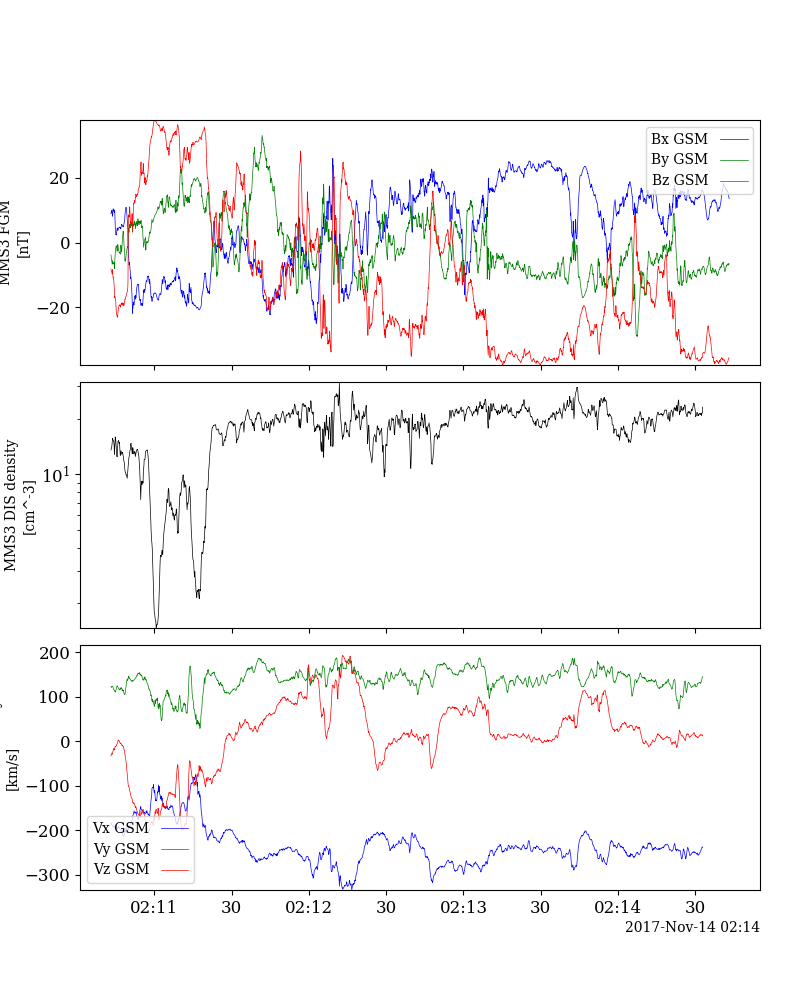 MMS3 FGM
[nT]
20
0
−20
Bx GSM
By GSM
Bz GSM
MMS3 DIS density
[cm^-3]
10^1
[km/s]
200
100
0
−100
−200
−300
Vx GSM
Vy GSM
Vz GSM
02:11 30 02:12 30 02:13 30 02:14 30
2017-Nov-14 02:14